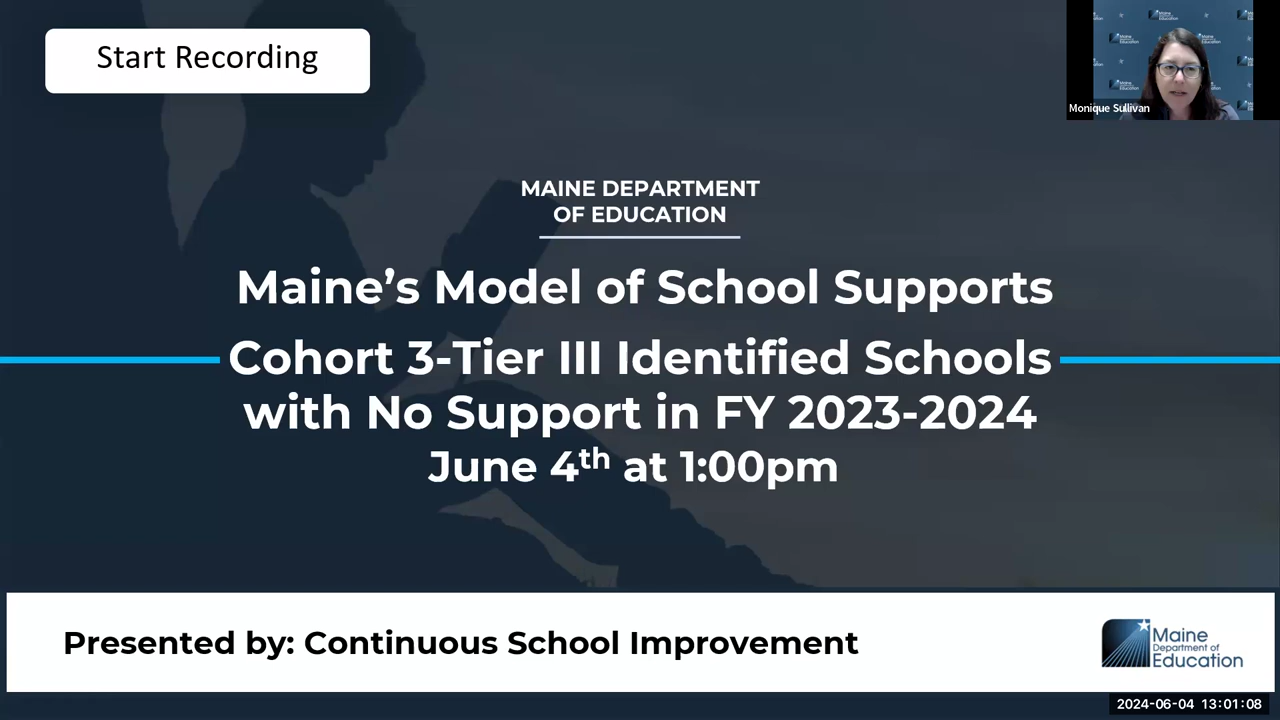 Start Recording
Monique Sullivan
MAINE DEPARTMENT
OF EDUCATION
Maine’s Model of School Supports
Cohort 3-Tier III Identified Schools
with No Support in FY 2023-2024
June 4th at 1:00pm
Presented by: Continuous School Improvement
Maine
Department of
Education
2024-06-04 13:01:08